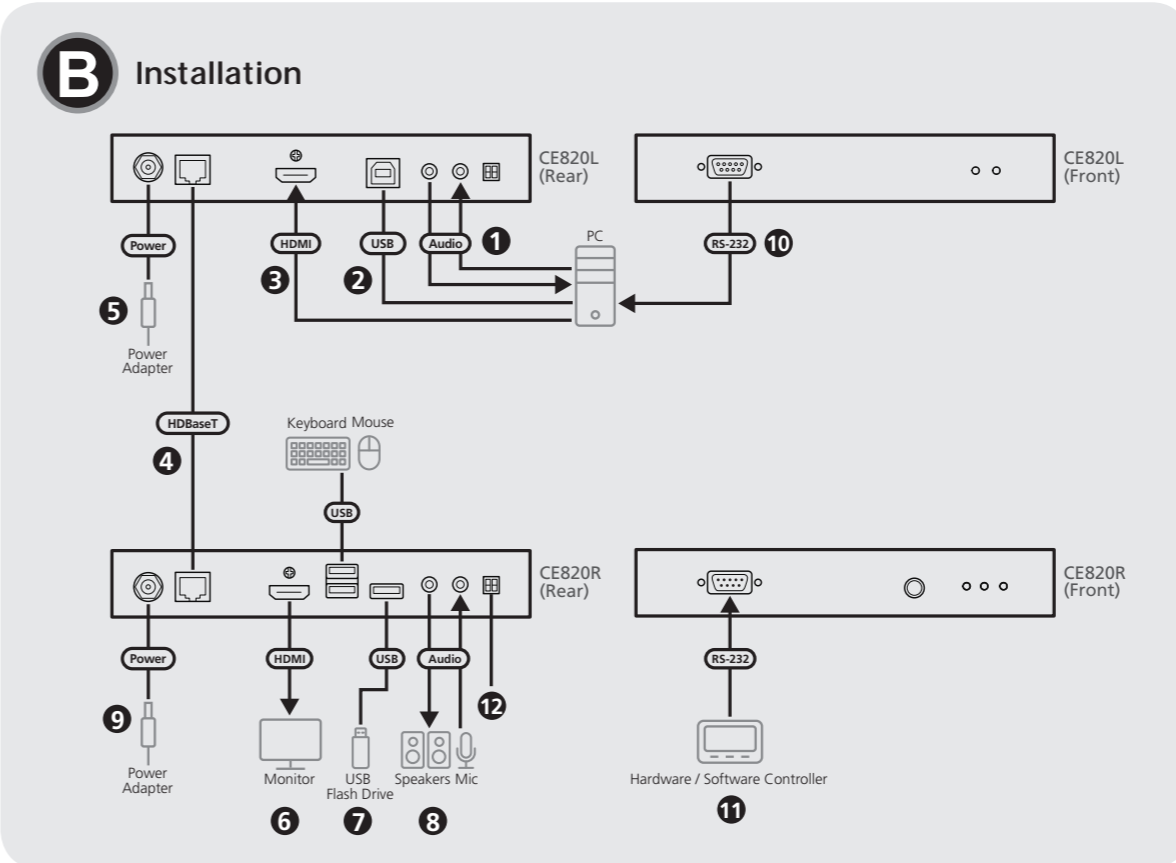 B Installation
CE820L
(Rear)
CE820L
(Front)
Power
HDMI
USB
Audio
1
PC
RS-232
10
3
2
5
Power
Adapter
HDBaseT
4
Keyboard Mouse
USB
CE820R
(Rear)
CE820R
(Front)
Power
HDMI
USB
Audio
RS-232
12
9
Power
Adapter
Monitor
USB
Flash Drive
Speakers Mic
Hardware / Software Controller
6
7
8
11